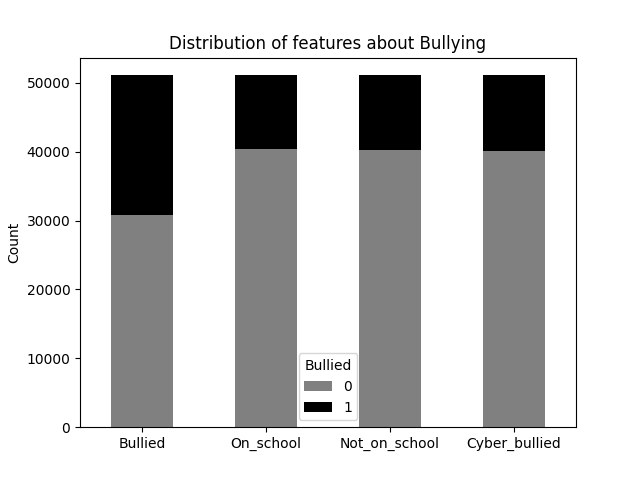 Distribution of features about Bullying
50000
40000
30000
20000
10000
0
Count
Bullied
0
1
Bullied
On_school
Not_on_school
Cyber_bullied